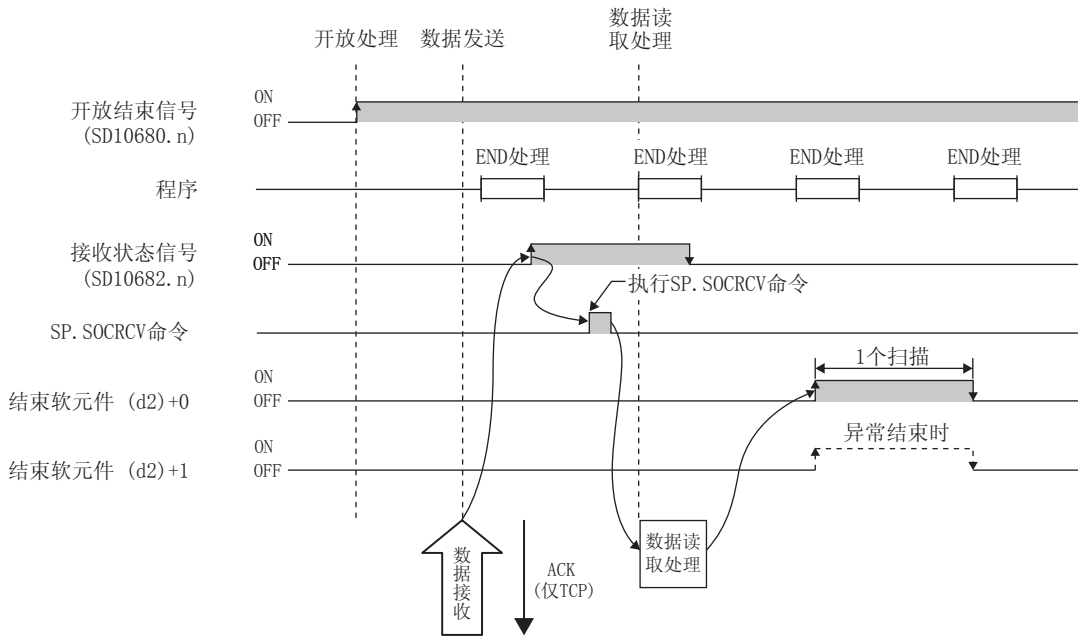 开放处理
数据发送
数据读
取处理
开放结束信号
(SD10680.n)
ON
OFF
END处理
END处理
END处理
END处理
程序
接收状态信号
(SD10682.n)
ON
OFF
执行SP.SOCRCV命令
SP.SOCRCV命令
1个扫描
结束软元件 (d2)+0
ON
OFF
异常结束时
结束软元件 (d2)+1
ON
OFF
数据接收
ACK
(仅TCP)
数据读
取处理